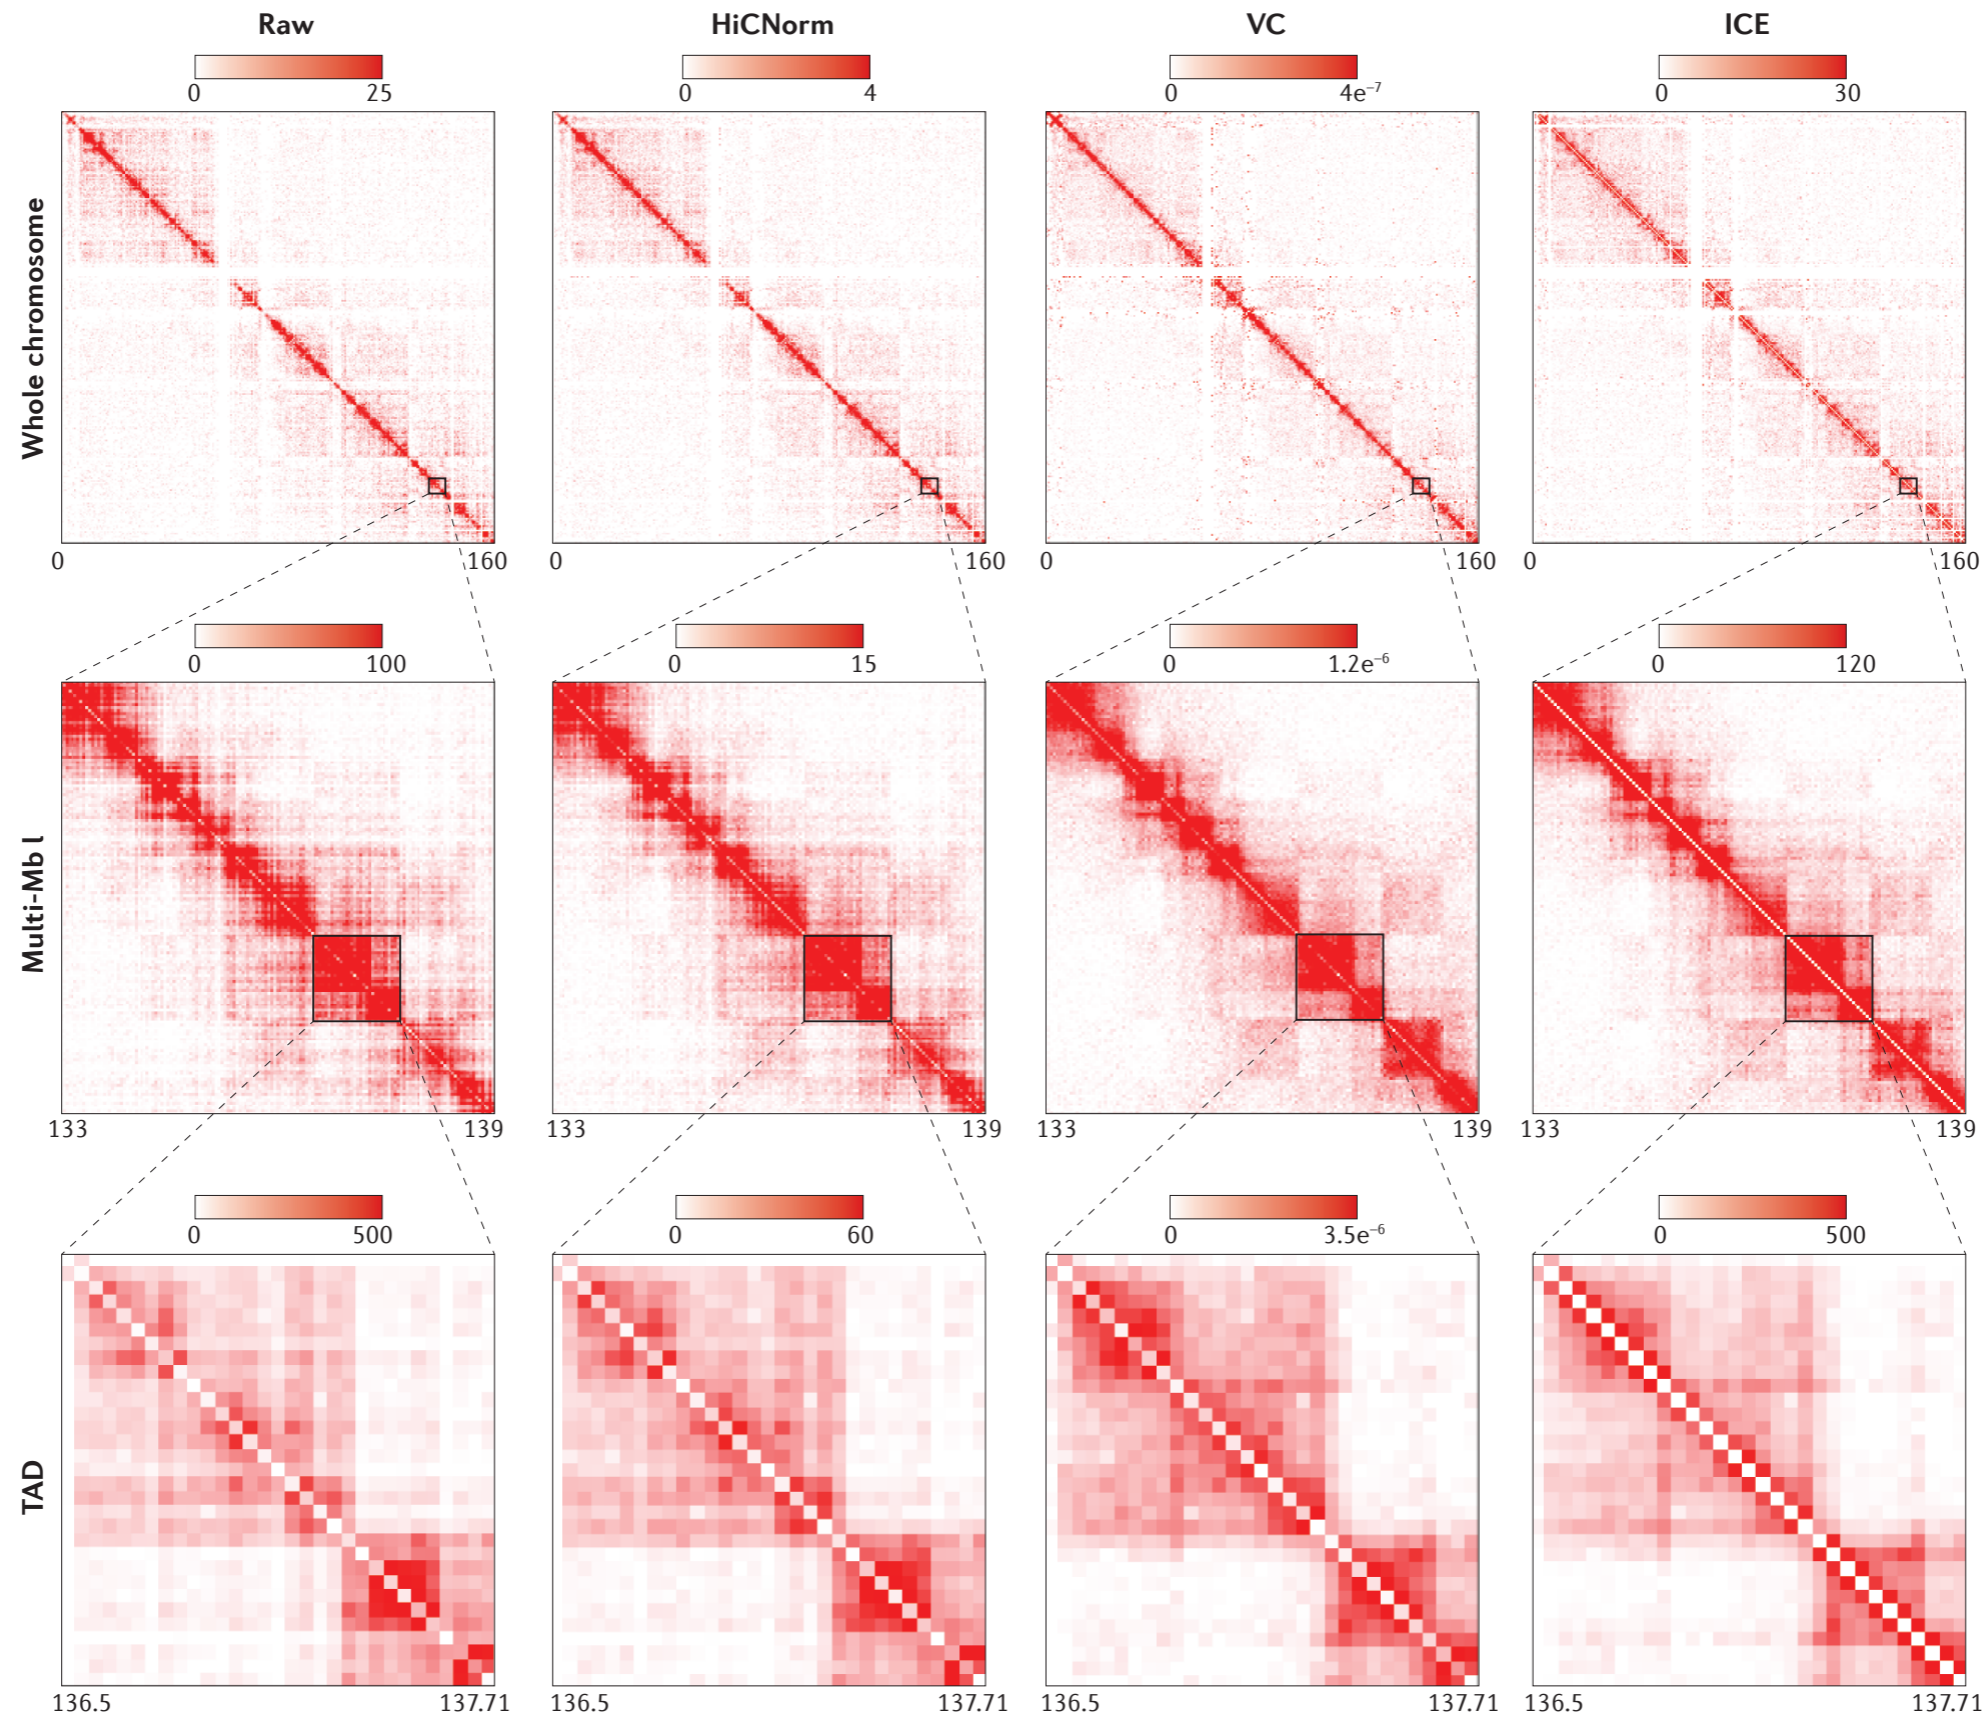 Raw HiCNorm VC ICE
0 25 0 4 0 4e⁻⁷ 0 30
Whole chromosome
0 160 0 160 0 160 0 160
0 100 0 15 0 1.2e⁻⁶ 0 120
Multi-Mb l
133 139 133 139 133 139 133 139
0 500 0 60 0 3.5e⁻⁶ 0 500
TAD
136.5 137.71 136.5 137.71 136.5 137.71 136.5 137.71